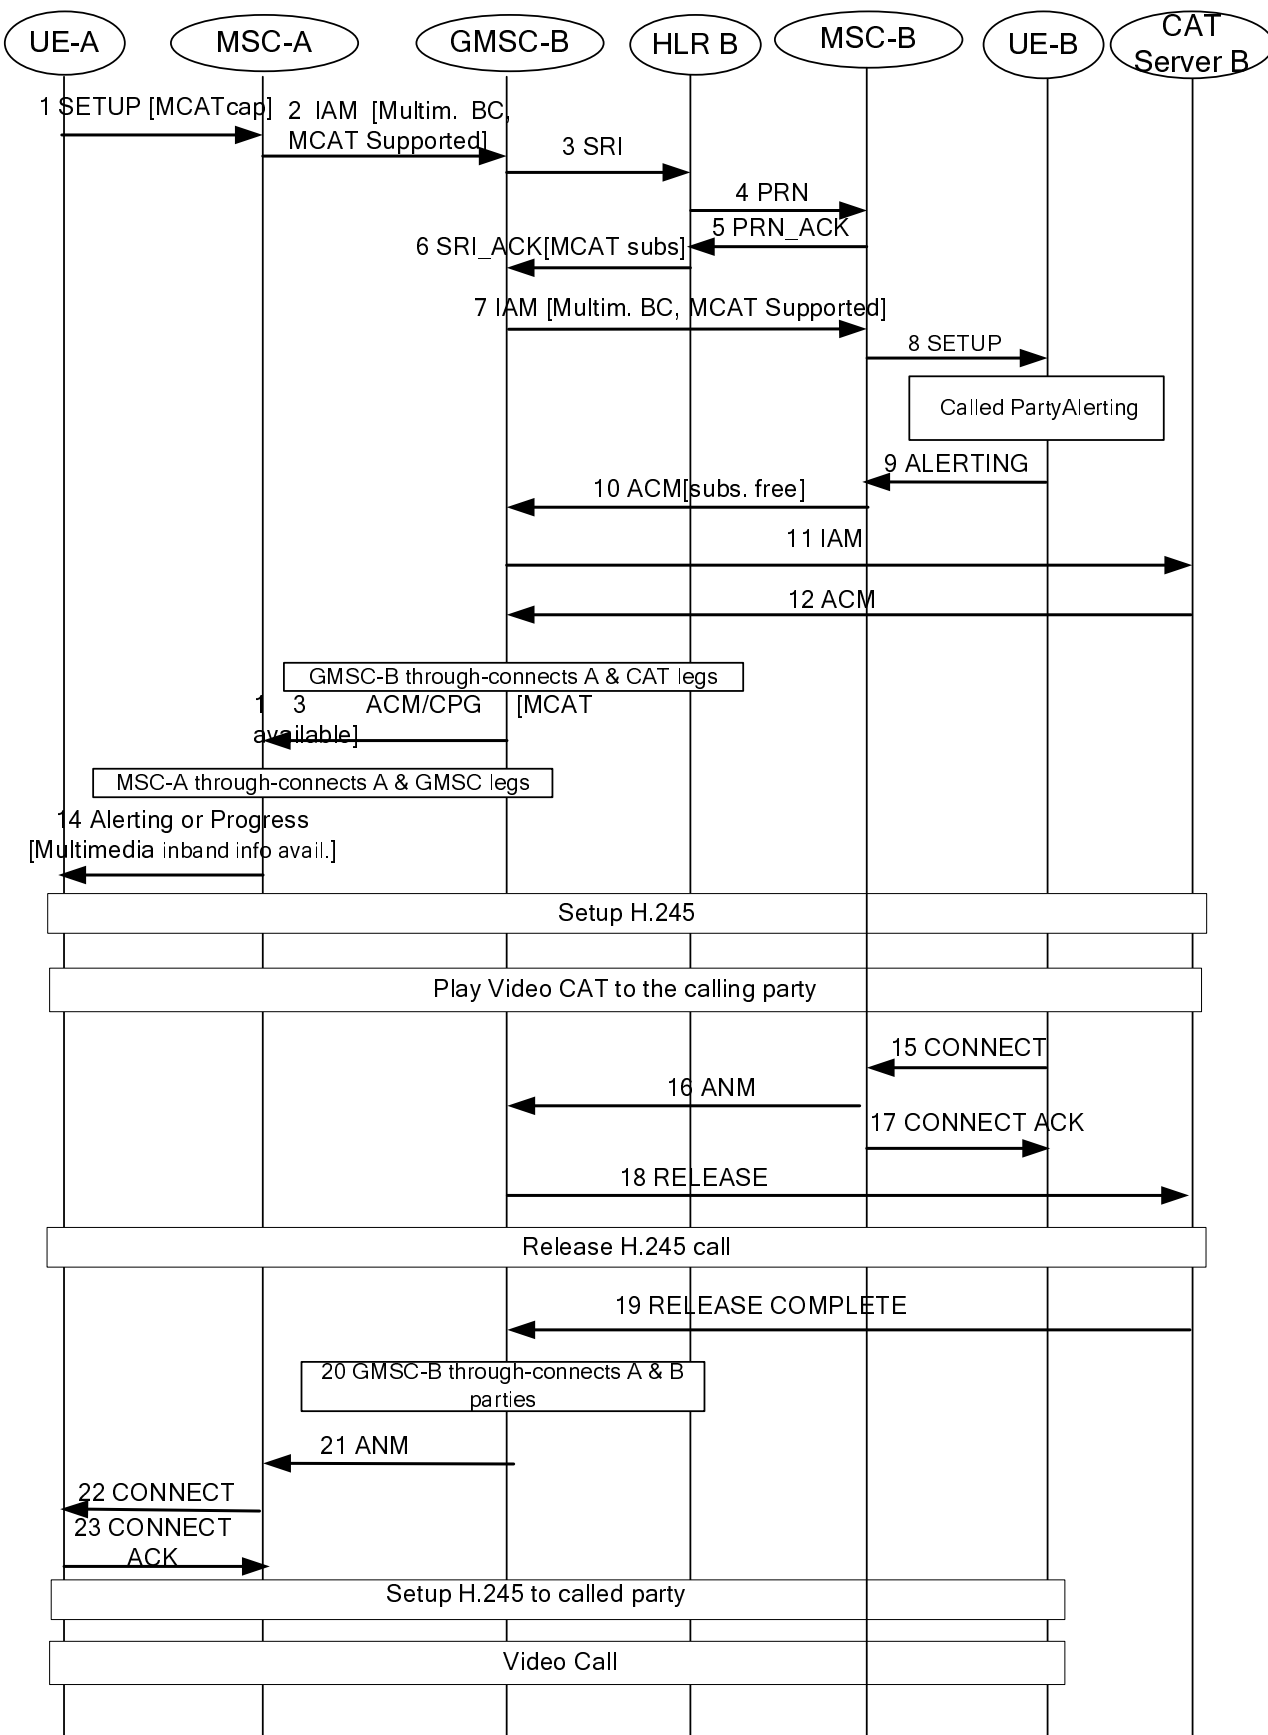 UE-A
MSC-A
GMSC-B
HLR B
MSC-B
UE-B
CAT
Server B
1 SETUP [MCATcap]
2 IAM [Multim. BC,
MCAT Supported]
3 SRI
4 PRN
5 PRN_ACK
6 SRI_ACK[MCAT subs]
7 IAM [Multim. BC, MCAT Supported]
8 SETUP
Called PartyAlerting
9 ALERTING
10 ACM[subs. free]
11 IAM
12 ACM
GMSC-B through-connects A & CAT legs
1 3 ACM/CPG [MCAT
available]
MSC-A through-connects A & GMSC legs
14 Alerting or Progress
[Multimedia inband info avail.]
Setup H.245
Play Video CAT to the calling party
15 CONNECT
16 ANM
17 CONNECT ACK
18 RELEASE
Release H.245 call
19 RELEASE COMPLETE
20 GMSC-B through-connects A & B
parties
21 ANM
22 CONNECT
23 CONNECT
ACK
Setup H.245 to called party
Video Call